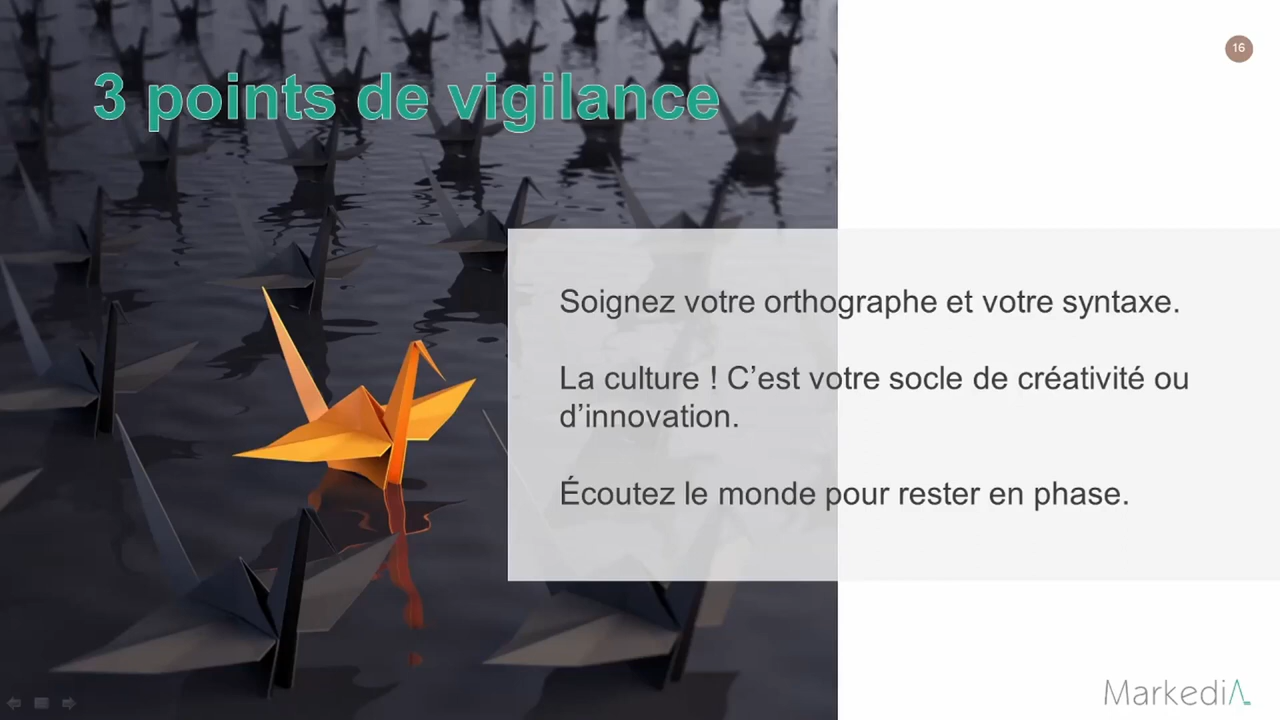 16
3 points de vigilance
Soignez votre orthographe et votre syntaxe.
La culture ! C’est votre socle de créativité ou
d’innovation.
Écoutez le monde pour rester en phase.
Markedia